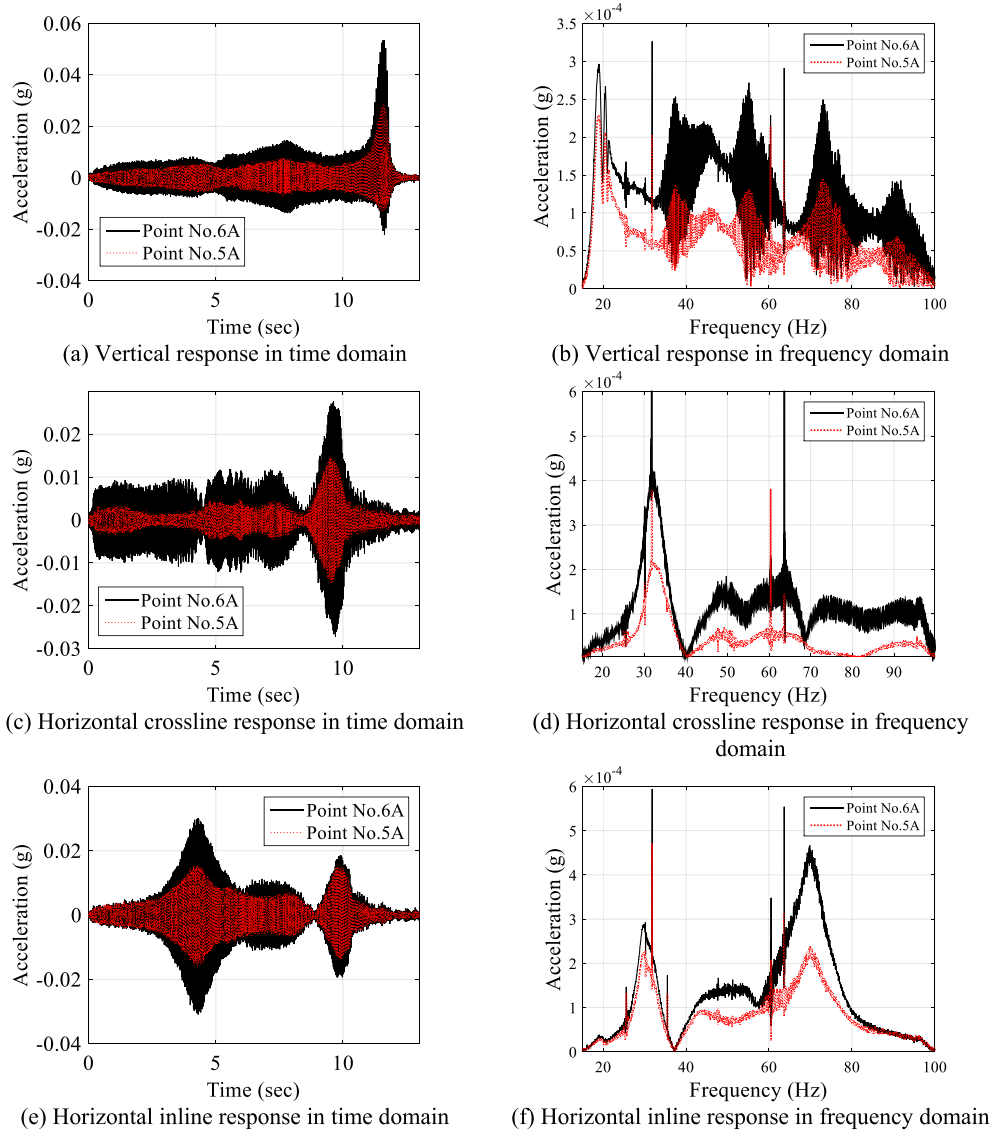 0.06
0.04
0.02
0
-0.02
-0.04
Acceleration (g)
Point No.6A
Point No.5A
0
5
10
Time (sec)
(a) Vertical response in time domain
×10-4
3.5
3
2.5
2
1.5
1
0.5
0
Acceleration (g)
Point No.6A
Point No.5A
20
40
60
80
100
Frequency (Hz)
(b) Vertical response in frequency domain
0.02
0.01
0
-0.01
-0.02
-0.03
Acceleration (g)
Point No.6A
Point No.5A
0
5
10
Time (sec)
(c) Horizontal crossline response in time domain
×10-4
6
5
4
3
2
1
Acceleration (g)
Point No.6A
Point No.5A
20
30
40
50
60
70
80
90
Frequency (Hz)
(d) Horizontal crossline response in frequency
domain
0.04
0.02
0
-0.02
-0.04
Acceleration (g)
Point No.6A
Point No.5A
0
5
10
Time (sec)
(e) Horizontal inline response in time domain
×10-4
6
5
4
3
2
1
0
Acceleration (g)
Point No.6A
Point No.5A
20
40
60
80
100
Frequency (Hz)
(f) Horizontal inline response in frequency domain